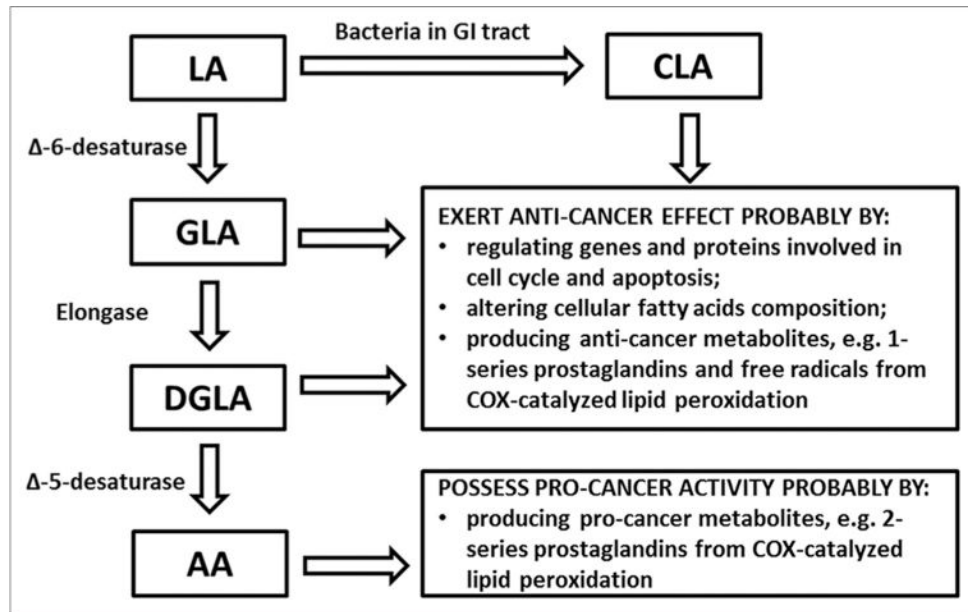 Bacteria in GI tract
LA
CLA
Δ-6-desaturase
GLA
EXERT ANTI-CANCER EFFECT PROBABLY BY:
• regulating genes and proteins involved in
cell cycle and apoptosis;
• altering cellular fatty acids composition;
• producing anti-cancer metabolites, e.g. 1-
series prostaglandins and free radicals from
COX-catalyzed lipid peroxidation
Elongase
DGLA
Δ-5-desaturase
POSSESS PRO-CANCER ACTIVITY PROBABLY BY:
• producing pro-cancer metabolites, e.g. 2-
series prostaglandins from COX-catalyzed
lipid peroxidation
AA